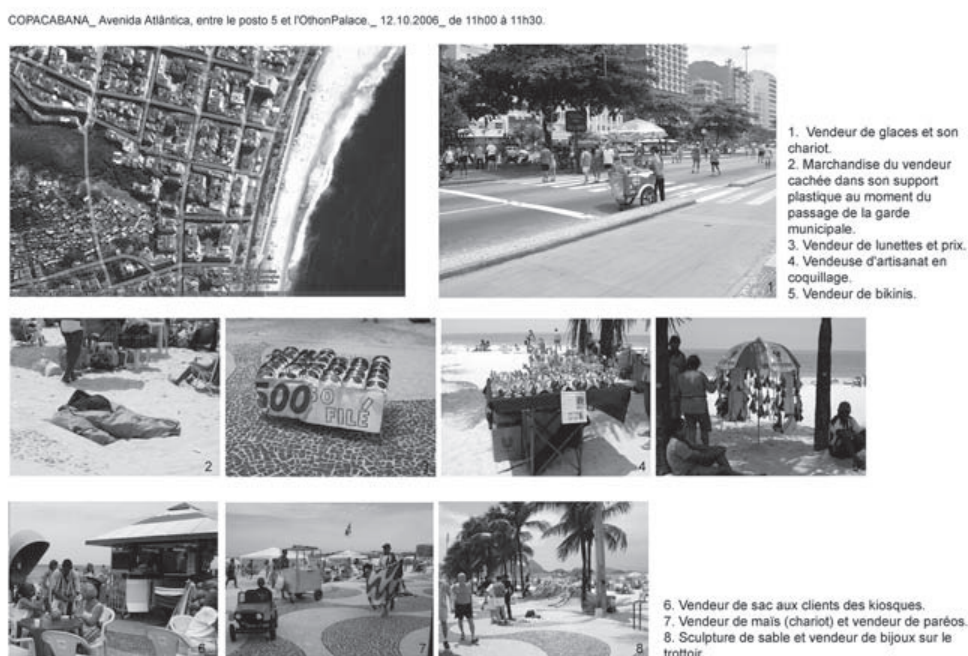 COPACABANA_ Avenida Atlântica, entre le posto 5 et l'OthonPalace._ 12.10.2006_ de 11h00 à 11h30.
1
1. Vendeur de glaces et son
chariot.
2. Marchandise du vendeur
cachée dans son support
plastique au moment du
passage de la garde
municipale.
3. Vendeur de lunettes et prix.
4. Vendeuse d'artisanat en
coquillage.
5. Vendeur de bikinis.
500
FILÉ
2
4
6
7
8
6. Vendeur de sac aux clients des kiosques.
7. Vendeur de maïs (chariot) et vendeur de paréos.
8. Sculpture de sable et vendeur de bijoux sur le
trottoir